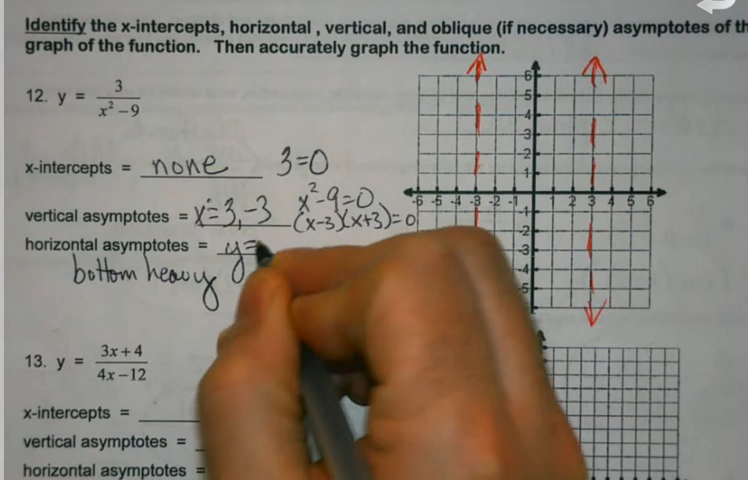 Identify the x-intercepts, horizontal , vertical, and oblique (if necessary) asymptotes of th
graph of the function. Then accurately graph the function.
12. y = 3 / x² – 9
x-intercepts = none 3=0
x²-9=0
vertical asymptotes = x=3,-3 (x-3)(x+3)=0
horizontal asymptotes = y=
bottom heavy
13. y = 3x + 4 / 4x – 12
x-intercepts =
vertical asymptotes =
horizontal asymptotes =
6
5
4
3
2
1
-6 -5 -4 -3 -2 -1 1 2 3 4 5 6
-1
-2
-3
-4
-5